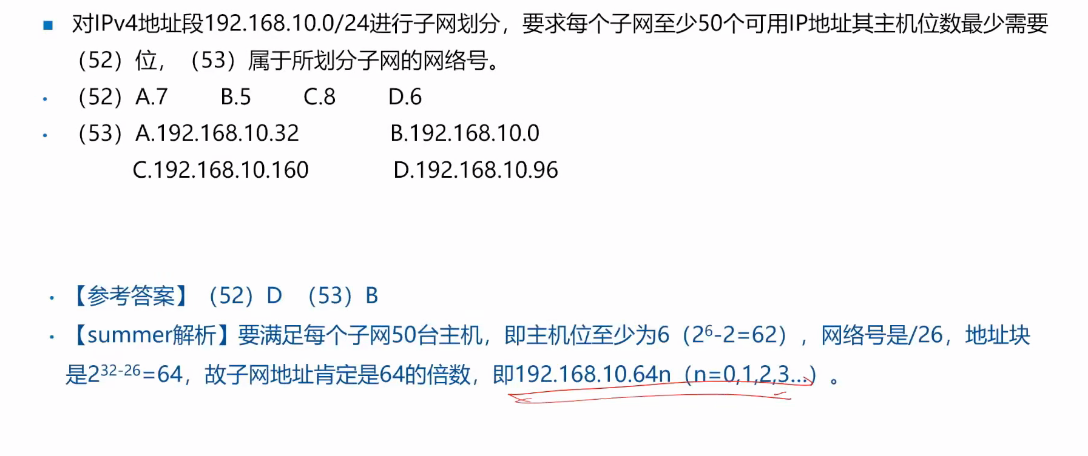 ■ 对IPv4地址段192.168.10.0/24进行子网划分，要求每个子网至少50个可用IP地址其主机位数最少需要
（52）位，（53）属于所划分子网的网络号。
• （52）A.7 B.5 C.8 D.6
• （53）A.192.168.10.32 B.192.168.10.0
C.192.168.10.160 D.192.168.10.96
• 【参考答案】（52）D （53）B
• 【summer解析】要满足每个子网50台主机，即主机位至少为6（2⁶-2=62），网络号是/26，地址块
是2³²⁻²⁶=64，故子网地址肯定是64的倍数，即192.168.10.64n（n=0,1,2,3...）。